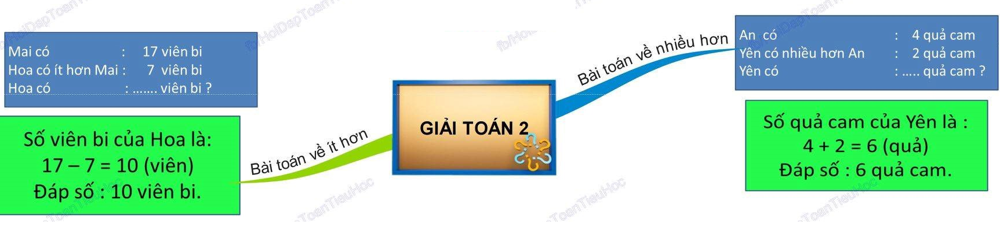 Mai có : 17 viên bi
Hoa có ít hơn Mai : 7 viên bi
Hoa có : ....... viên bi ?
Số viên bi của Hoa là:
17 – 7 = 10 (viên)
Đáp số : 10 viên bi.
Bài toán về ít hơn
GIẢI TOÁN 2
Bài toán về nhiều hơn
An có : 4 quả cam
Yên có nhiều hơn An : 2 quả cam
Yên có : ..... quả cam ?
Số quả cam của Yên là :
4 + 2 = 6 (quả)
Đáp số : 6 quả cam.